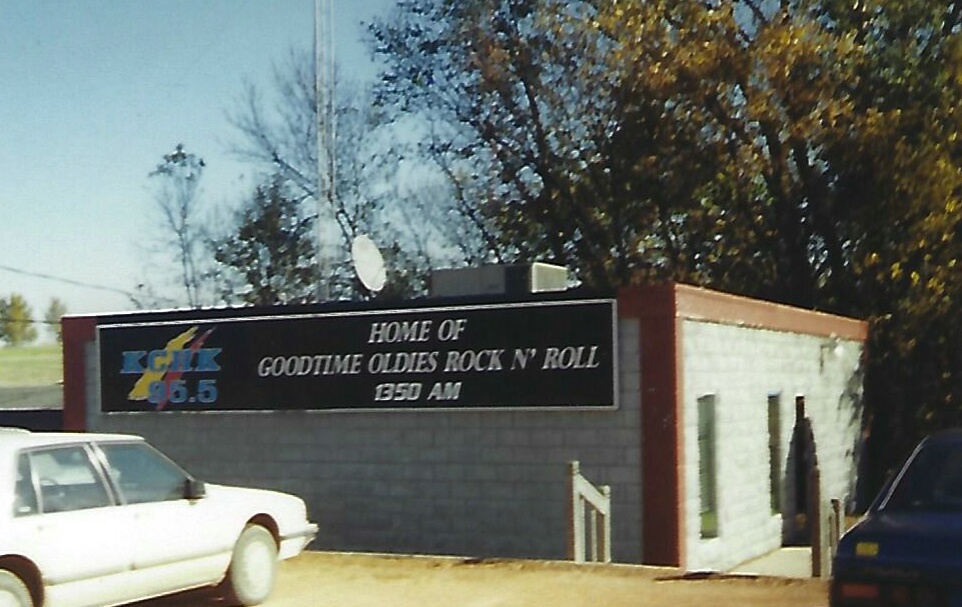 KCHK
95.5
HOME OF
GOODTIME OLDIES ROCK N' ROLL
1350 AM